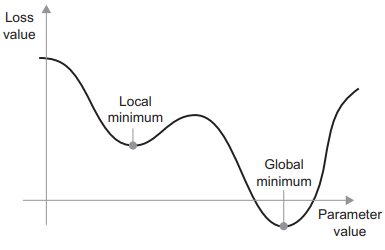 Loss
value
Local
minimum
Global
minimum
Parameter
value